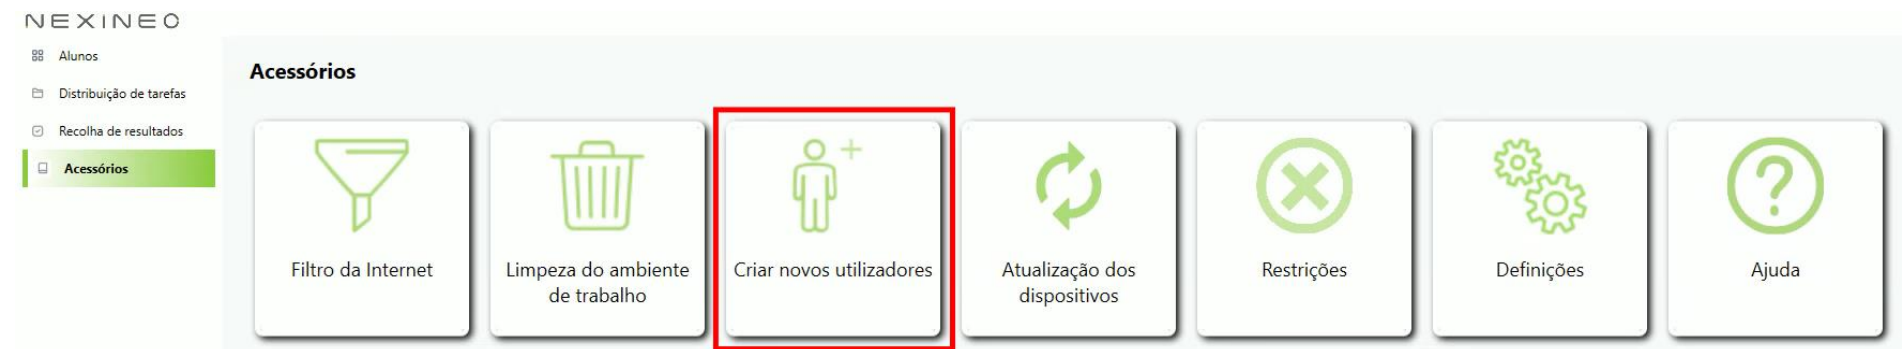 NEXINEO
Alunos
Distribuição de tarefas
Recolha de resultados
Acessórios
Acessórios
Filtro da Internet
Limpeza do ambiente
de trabalho
Criar novos utilizadores
Atualização dos
dispositivos
Restrições
Definições
Ajuda